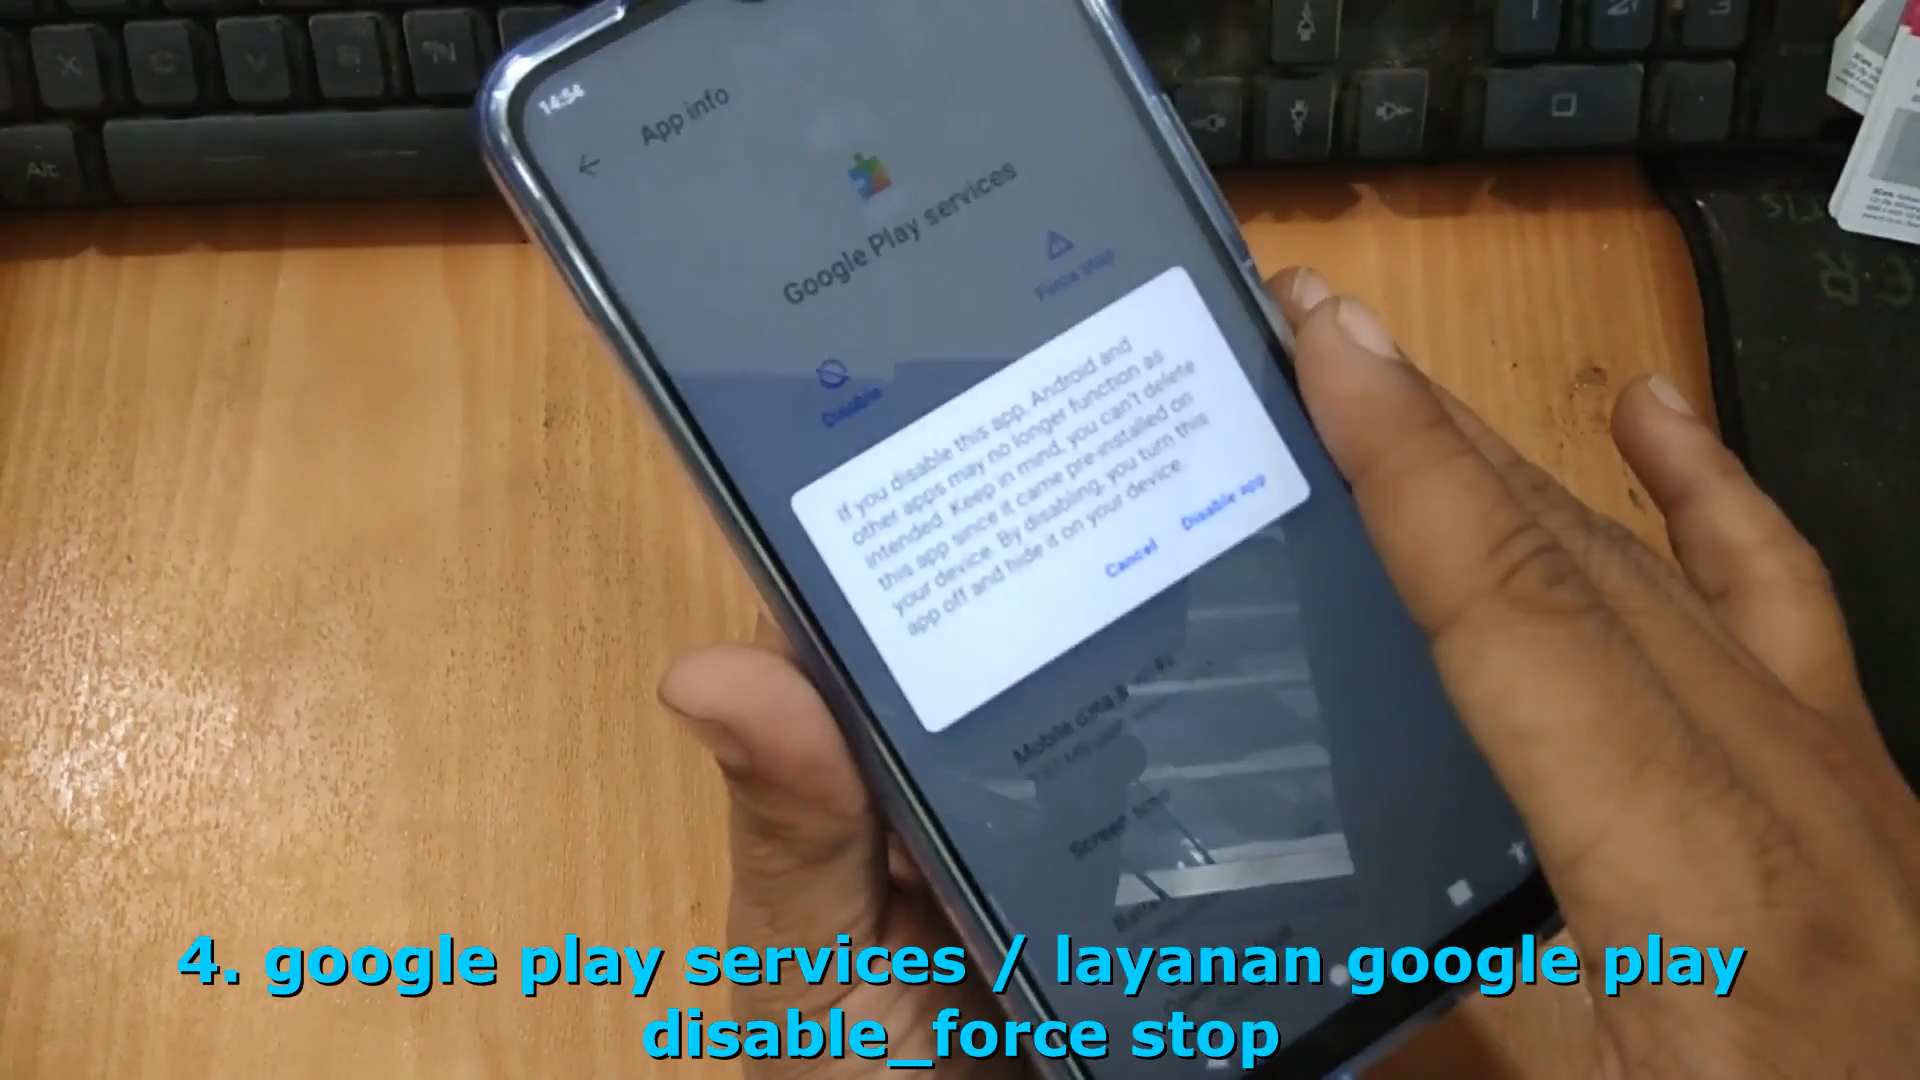 14:54
App info
Google Play services
Force stop
Disable
If you disable this app, Android and
other apps may no longer function as
intended. Keep in mind, you can't delete
this app since it came pre-installed on
your device. By disabling, you turn this
app off and hide it on your device.
Cancel
Disable app
Mobile data &
Screen time
Alt
4. google play services / layanan google play
disable_force stop